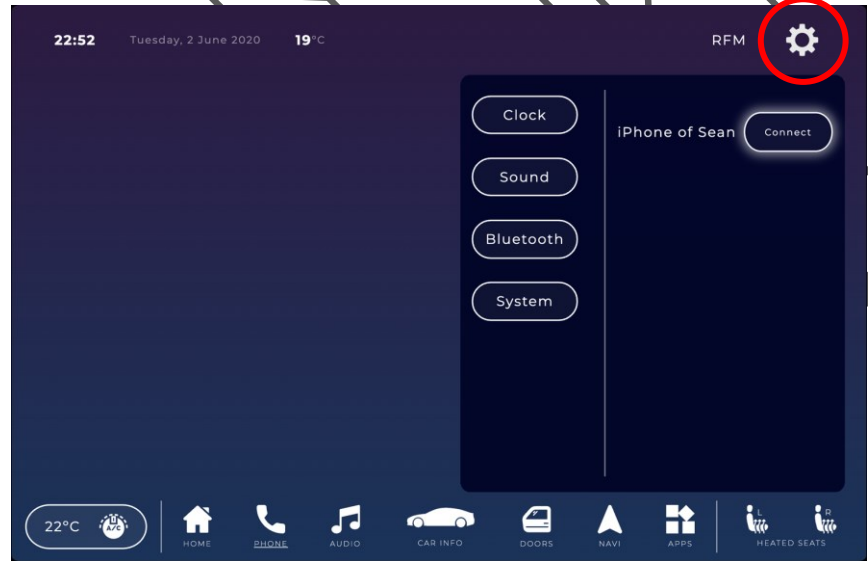 22:52 Tuesday, 2 June 2020 19°C RFM
Clock
iPhone of Sean Connect
Sound
Bluetooth
System
22°C A/C HOME PHONE AUDIO CAR INFO DOORS NAVI APPS L R HEATED SEATS